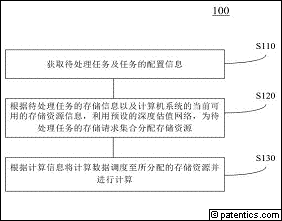 100
S110
获取待处理任务及任务的配置信息
S120
根据待处理任务的存储信息以及计算机系统的当前可
用的存储资源信息，利用预设的深度估值网络，为待
处理任务的存储请求集合分配存储资源
S130
根据计算信息将计算数据调度至所分配的存储资源并
进行计算
© patentics.com